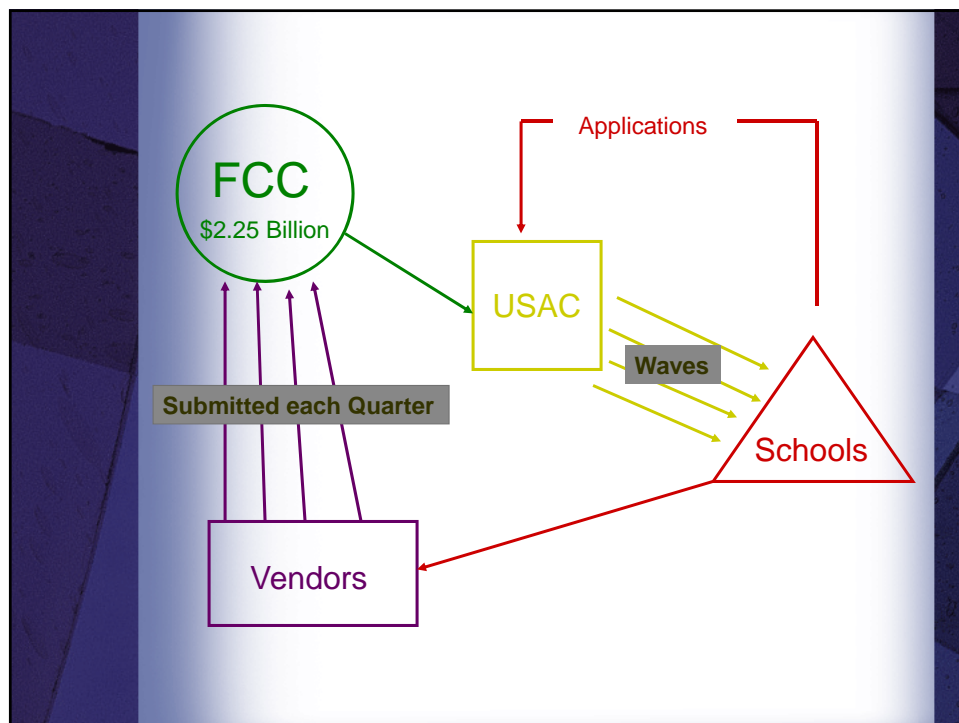 FCC
$2.25 Billion
Applications
USAC
Waves
Submitted each Quarter
Schools
Vendors